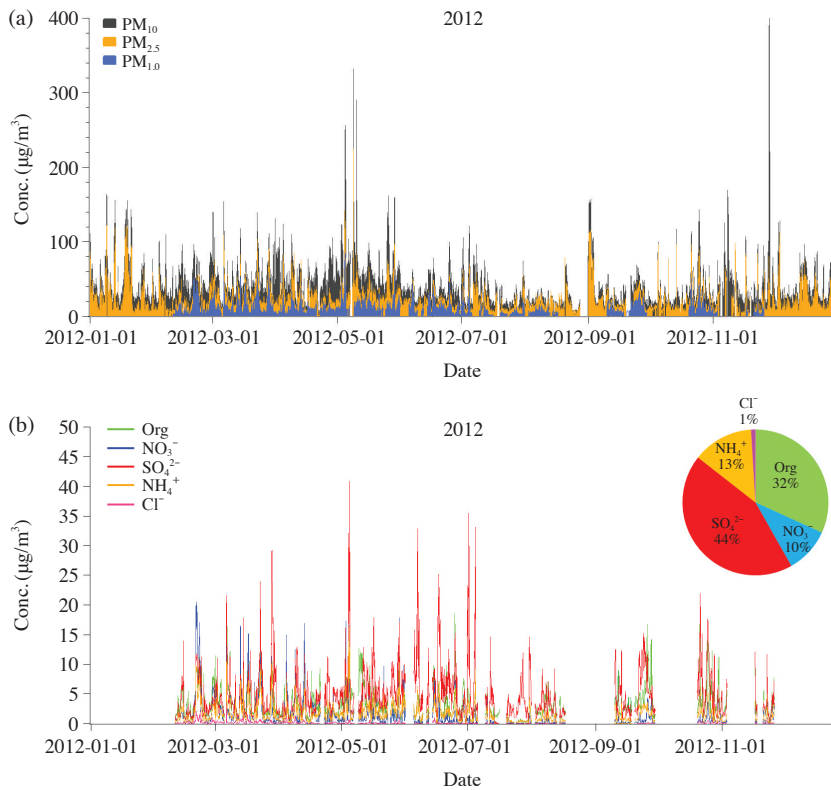 (a)
2012
PM₁₀
PM₂.₅
PM₁.₀
400
300
200
100
0
Conc. (μg/m³)
2012-01-01
2012-03-01
2012-05-01
2012-07-01
2012-09-01
2012-11-01
Date
(b)
2012
Org
NO₃⁻
SO₄²⁻
NH₄⁺
Cl⁻
50
45
40
35
30
25
20
15
10
5
0
Conc. (μg/m³)
Cl⁻
1%
NH₄⁺
13%
Org
32%
SO₄²⁻
44%
NO₃⁻
10%
2012-01-01
2012-03-01
2012-05-01
2012-07-01
2012-09-01
2012-11-01
Date